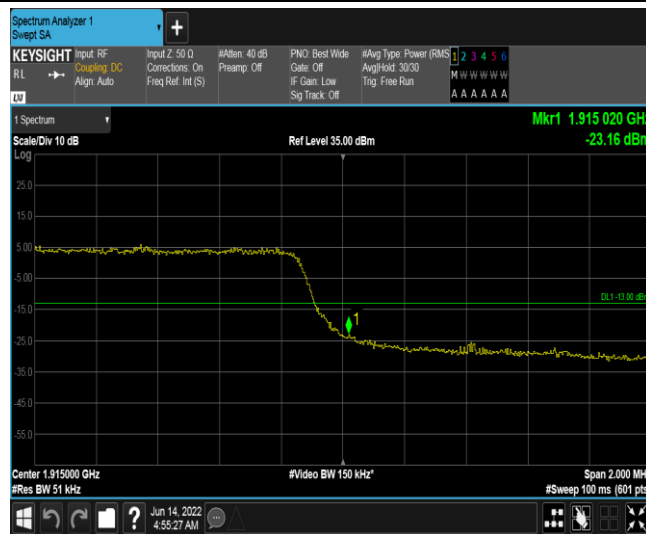 Spectrum Analyzer 1
Swept SA
+
KEYSIGHT
RL
Input: RF
Coupling: DC
Align: Auto
Input Z: 50 Ω
Corrections: On
Freq Ref: Int (S)
#Atten: 40 dB
Preamp: Off
PNO: Best Wide
Gate: Off
IF Gain: Low
Sig Track: Off
#Avg Type: Power (RMS
Avg|Hold: 30/30
Trig: Free Run
1 2 3 4 5 6
M W W W W W
A A A A A A
LXI
1 Spectrum
Scale/Div 10 dB
Ref Level 35.00 dBm
Mkr1 1.915 020 GHz
-23.16 dBm
Log
25.0
15.0
5.00
-5.00
-15.0
-25.0
-35.0
-45.0
-55.0
DL1 -13.00 dBm
1
Center 1.915000 GHz
#Video BW 150 kHz*
Span 2.000 MH
#Res BW 51 kHz
#Sweep 100 ms (601 pts
?
Jun 14, 2022
4:55:27 AM